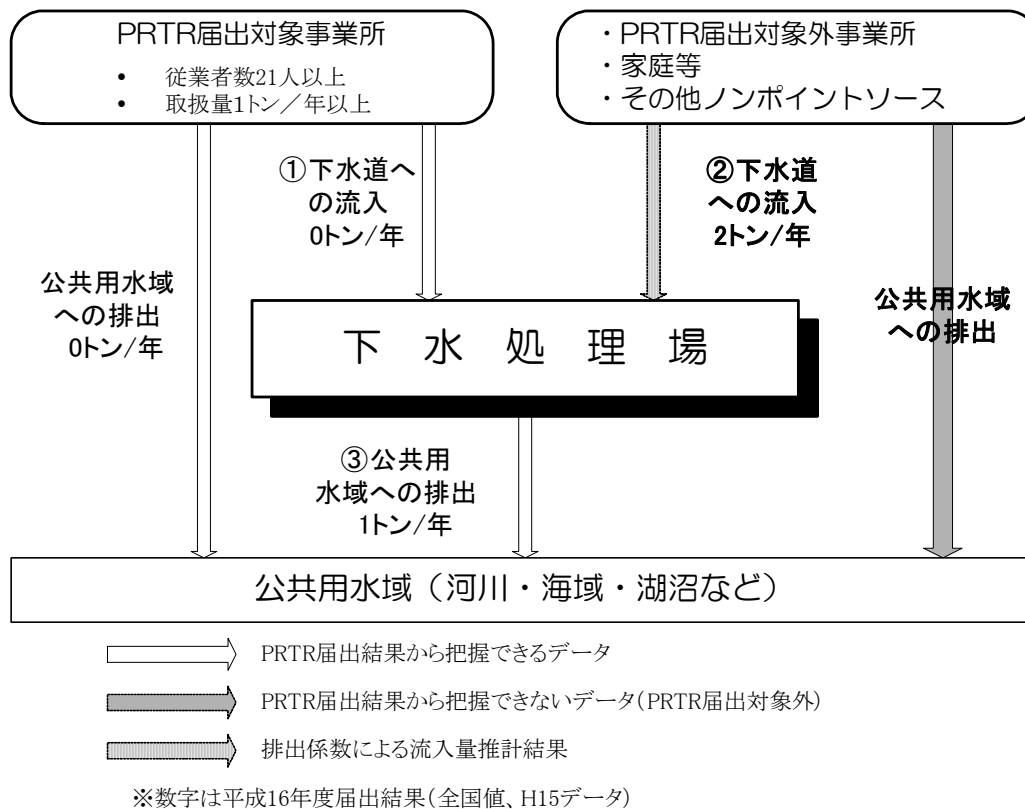 PRTR届出対象事業所
• 従業者数21人以上
• 取扱量1トン／年以上
・PRTR届出対象外事業所
・家庭等
・その他ノンポイントソース
①下水道へ
の流入
0トン/年
②下水道
への流入
2トン/年
公共用水域
への排出
0トン/年
公共用水域
への排出
下水処理場
③公共用
水域への排出
1トン/年
公共用水域（河川・海域・湖沼など）
PRTR届出結果から把握できるデータ
PRTR届出結果から把握できないデータ(PRTR届出対象外)
排出係数による流入量推計結果
※数字は平成16年度届出結果(全国値、H15データ)